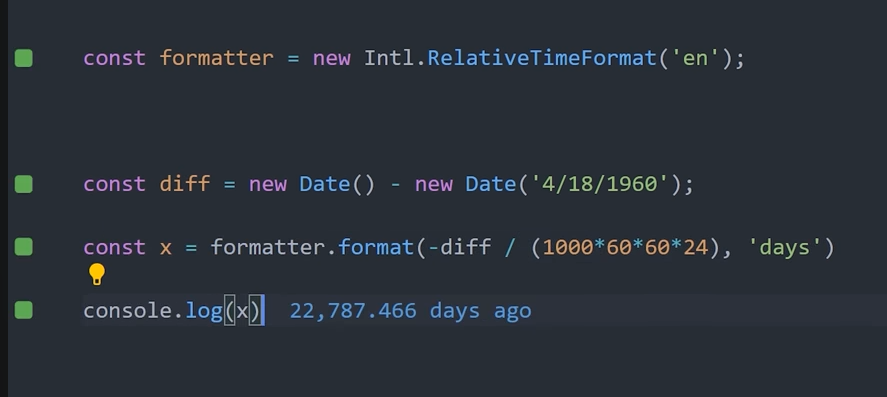 const formatter = new Intl.RelativeTimeFormat('en');
const diff = new Date() - new Date('4/18/1960');
const x = formatter.format(-diff / (1000*60*60*24), 'days')
console.log(x) 22,787.466 days ago